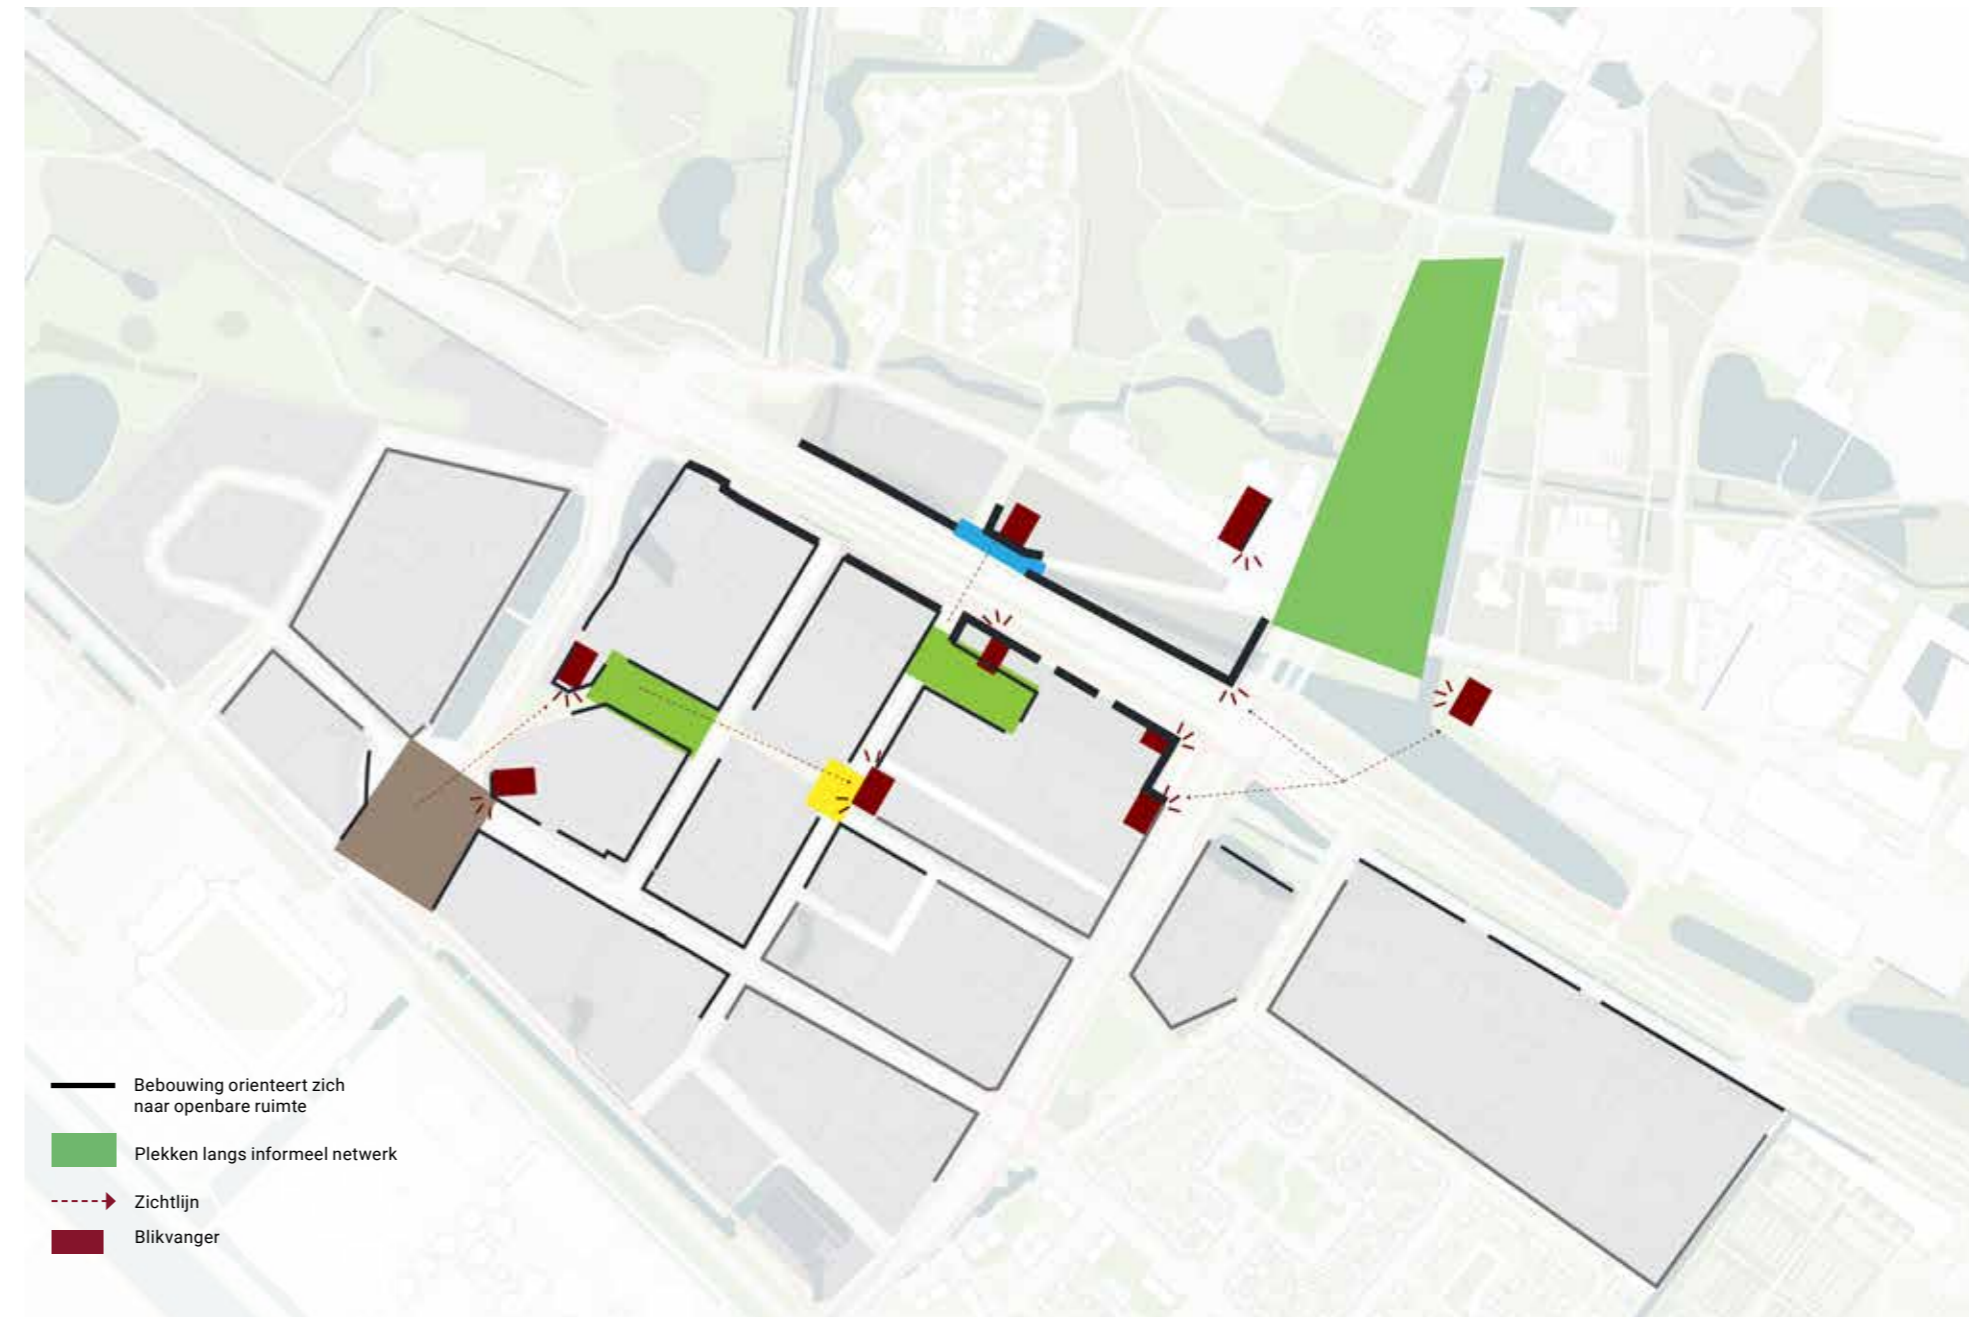 Bebouwing orienteert zich
naar openbare ruimte
Plekken langs informeel netwerk
Zichtlijn
Blikvanger